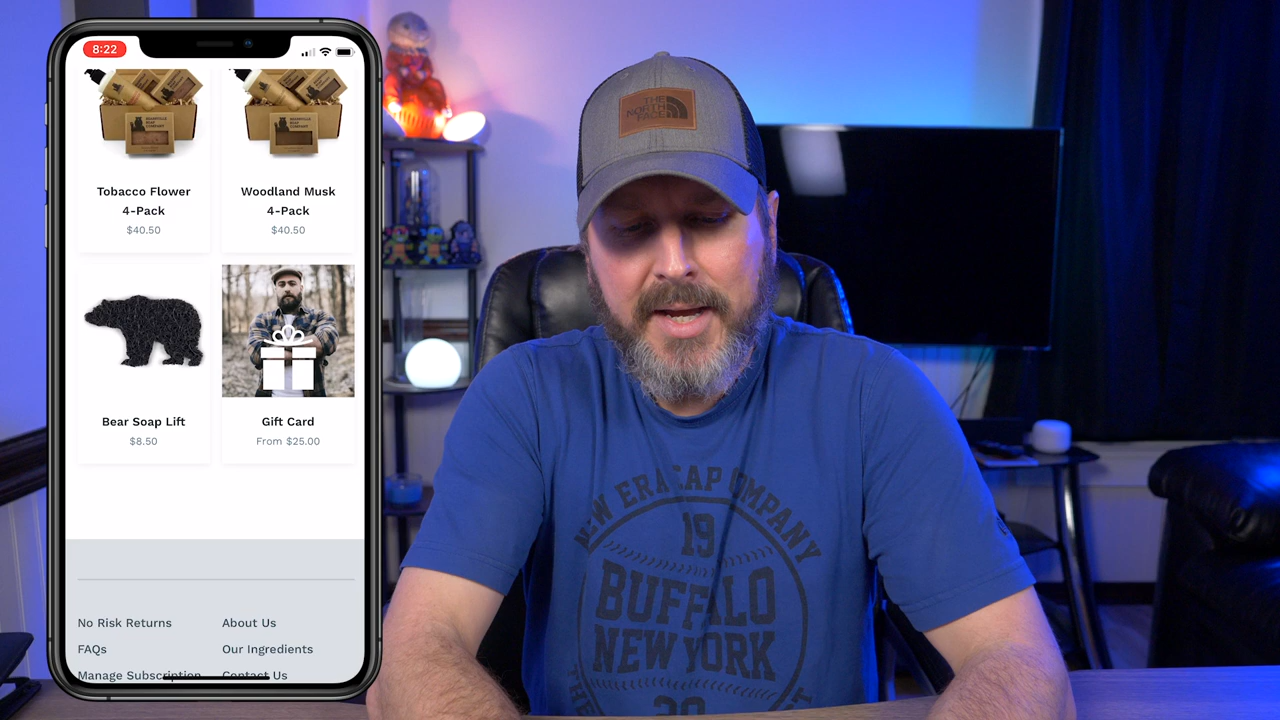 8:22
Tobacco Flower
4-Pack
$40.50
Woodland Musk
4-Pack
$40.50
Bear Soap Lift
$8.50
Gift Card
From $25.00
No Risk Returns
About Us
FAQs
Our Ingredients
Manage Subscription
Contact Us
THE
NORTH
FACE
NEW ERA CAP COMPANY
19
BUFFALO
NEW YORK
20